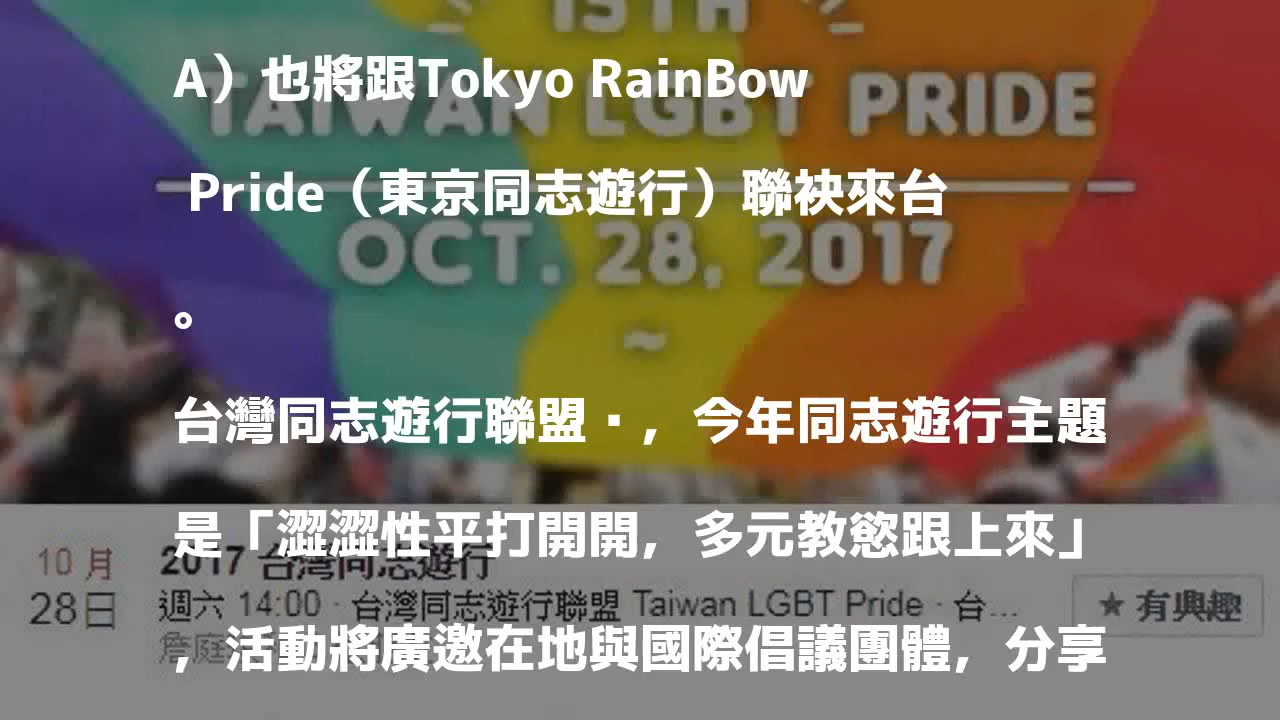 15TH
A）也將跟Tokyo RainBow
TAIWAN LGBT PRIDE
Pride（東京同志遊行）聯袂來台
OCT. 28, 2017
。
~
台灣同志遊行聯盟·，今年同志遊行主題
是「澀澀性平打開開，多元教慾跟上來」
10月
2017 台灣同志遊行
28日
週六 14:00 · 台灣同志遊行聯盟 Taiwan LGBT Pride · 台...
★ 有興趣
，活動將廣邀在地與國際倡議團體，分享
詹庭